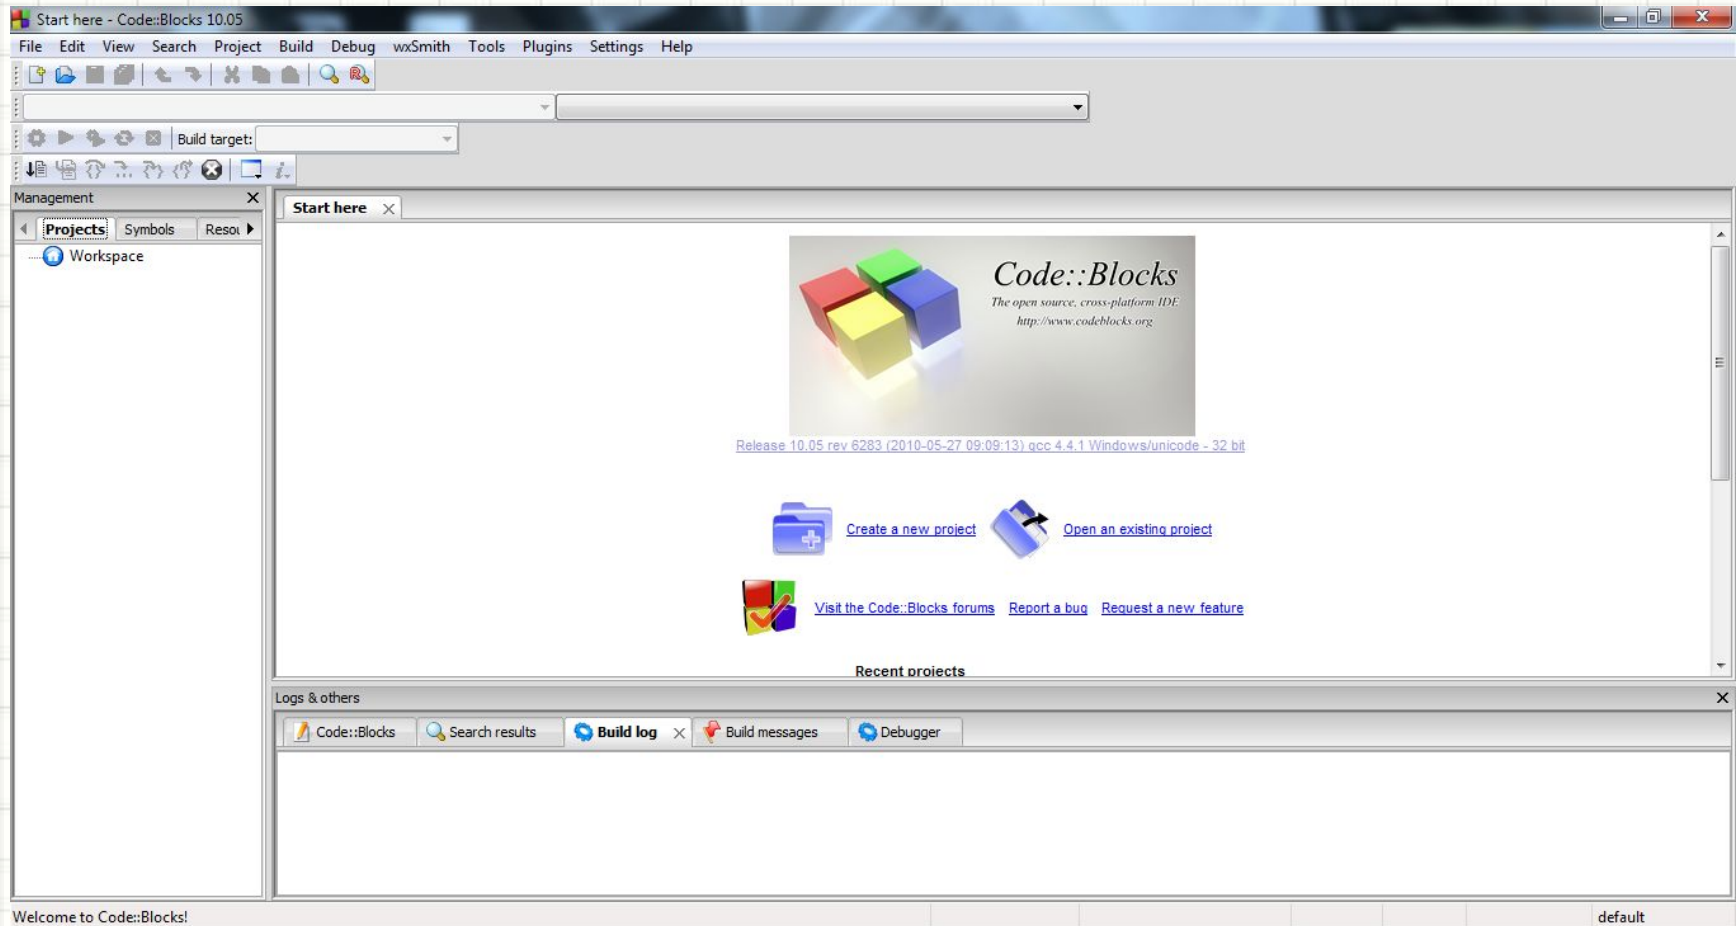 Start here - Code::Blocks 10.05
File Edit View Search Project Build Debug wxSmith Tools Plugins Settings Help
Build target:
Management
Projects Symbols Resou
Workspace
Start here
Code::Blocks
The open source, cross-platform IDE
http://www.codeblocks.org
Release 10.05 rev 6283 (2010-05-27 09:09:13) gcc 4.4.1 Windows/unicode - 32 bit
Create a new project Open an existing project
Visit the Code::Blocks forums Report a bug Request a new feature
Recent projects
Logs & others
Code::Blocks Search results Build log Build messages Debugger
Welcome to Code::Blocks! default